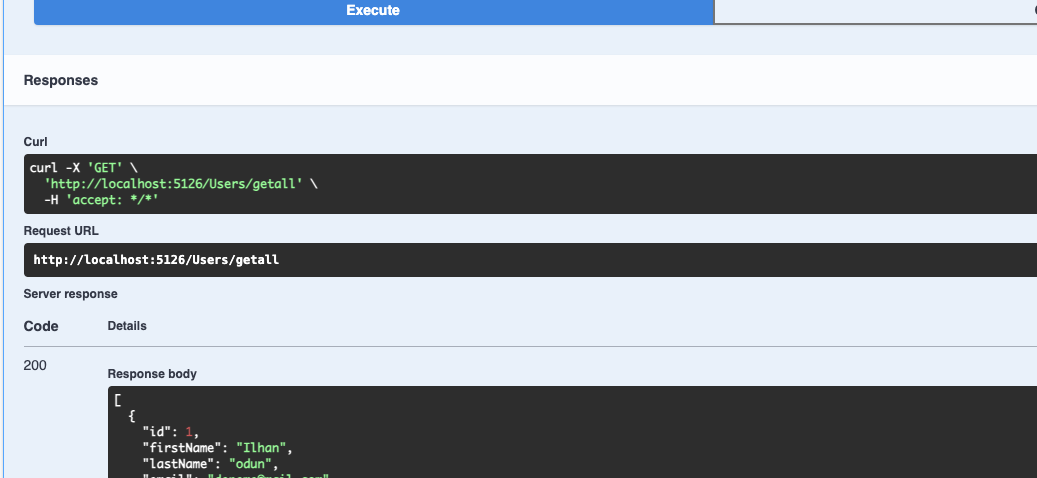 Execute
Responses
Curl
curl -X 'GET' \
'http://localhost:5126/Users/getall' \
-H 'accept: */*'
Request URL
http://localhost:5126/Users/getall
Server response
Code Details
200
Response body
[
{
"id": 1,
"firstName": "Ilhan",
"lastName": "odun",